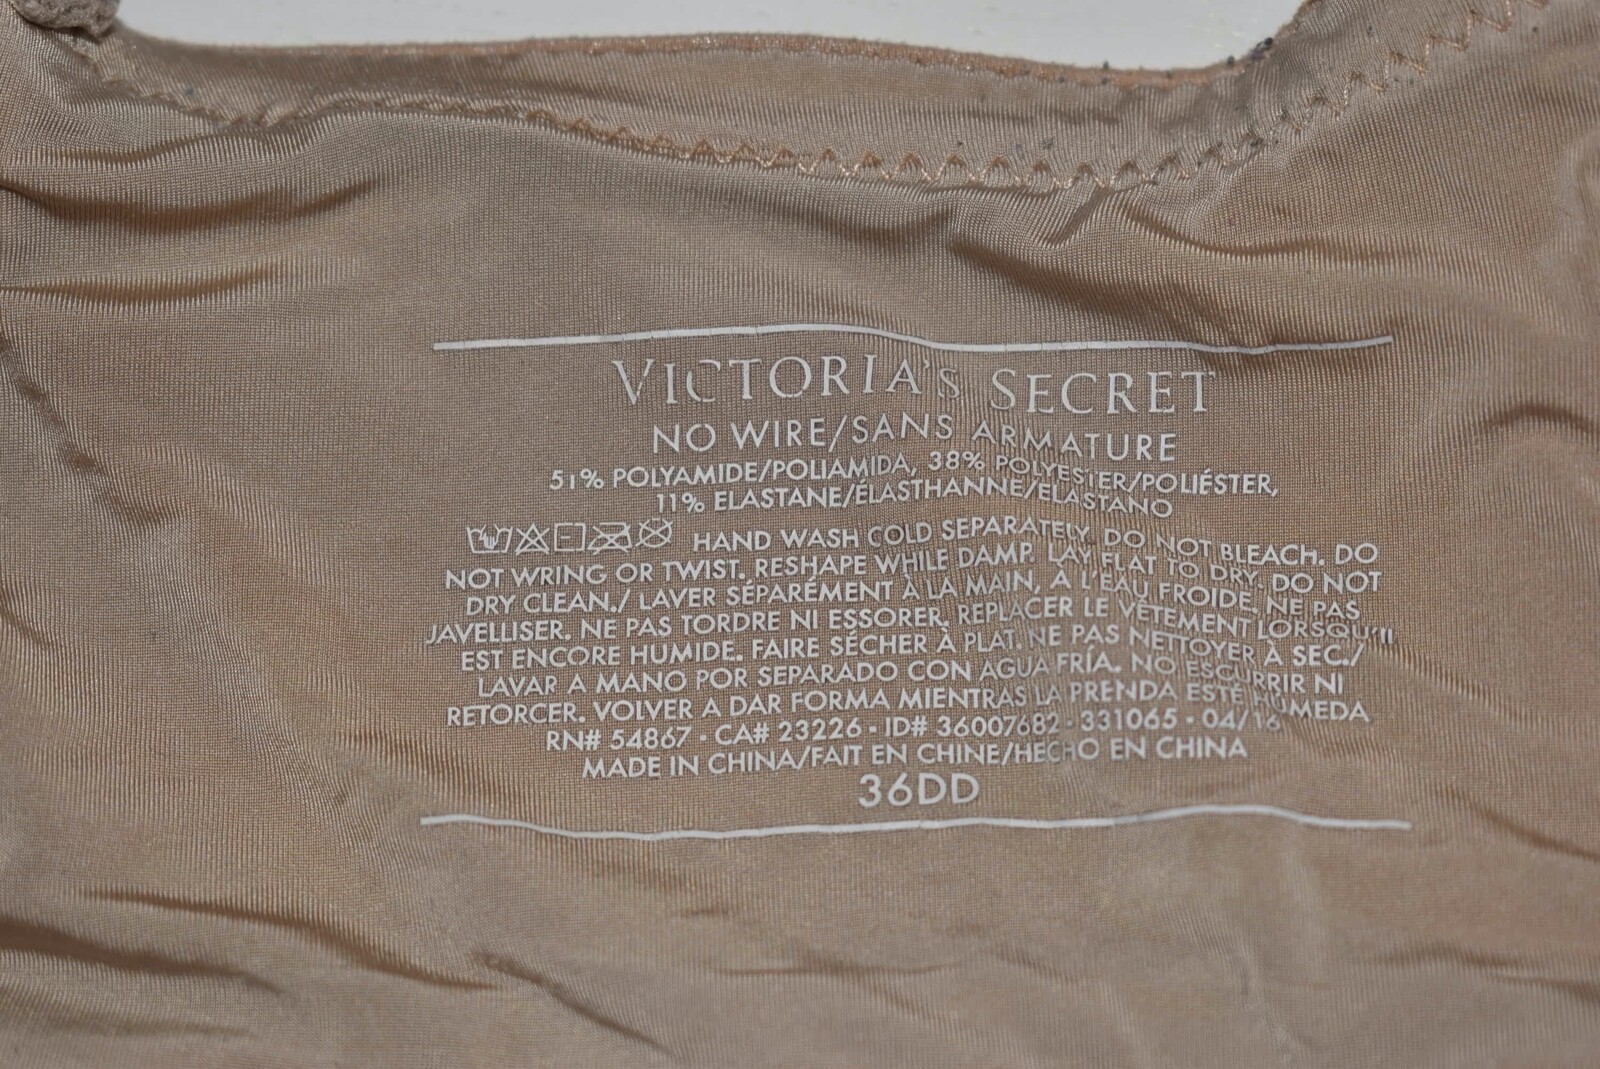 VICTORIA'S SECRET
NO WIRE/SANS ARMATURE
51% POLYAMIDE/POLIAMIDA, 38% POLYESTER/POLIÉSTER,
11% ELASTANE/ÉLASTHANNE/ELASTANO
HAND WASH COLD SEPARATELY. DO NOT BLEACH. DO
NOT WRING OR TWIST. RESHAPE WHILE DAMP. LAY FLAT TO DRY. DO NOT
DRY CLEAN./ LAVER SÉPARÉMENT À LA MAIN, À L'EAU FROIDE. NE PAS
JAVELLISER. NE PAS TORDRE NI ESSORER. REPLACER LE VÊTEMENT LORSQU'IL
EST ENCORE HUMIDE. FAIRE SÉCHER À PLAT. NE PAS NETTOYER À SEC./
LAVAR A MANO POR SEPARADO CON AGUA FRÍA. NO ESCURRIR NI
RETORCER. VOLVER A DAR FORMA MIENTRAS LA PRENDA ESTÉ HÚMEDA
RN# 54867 · CA# 23226 · ID# 36007682 · 331065 · 04/16
MADE IN CHINA/FAIT EN CHINE/HECHO EN CHINA
36DD